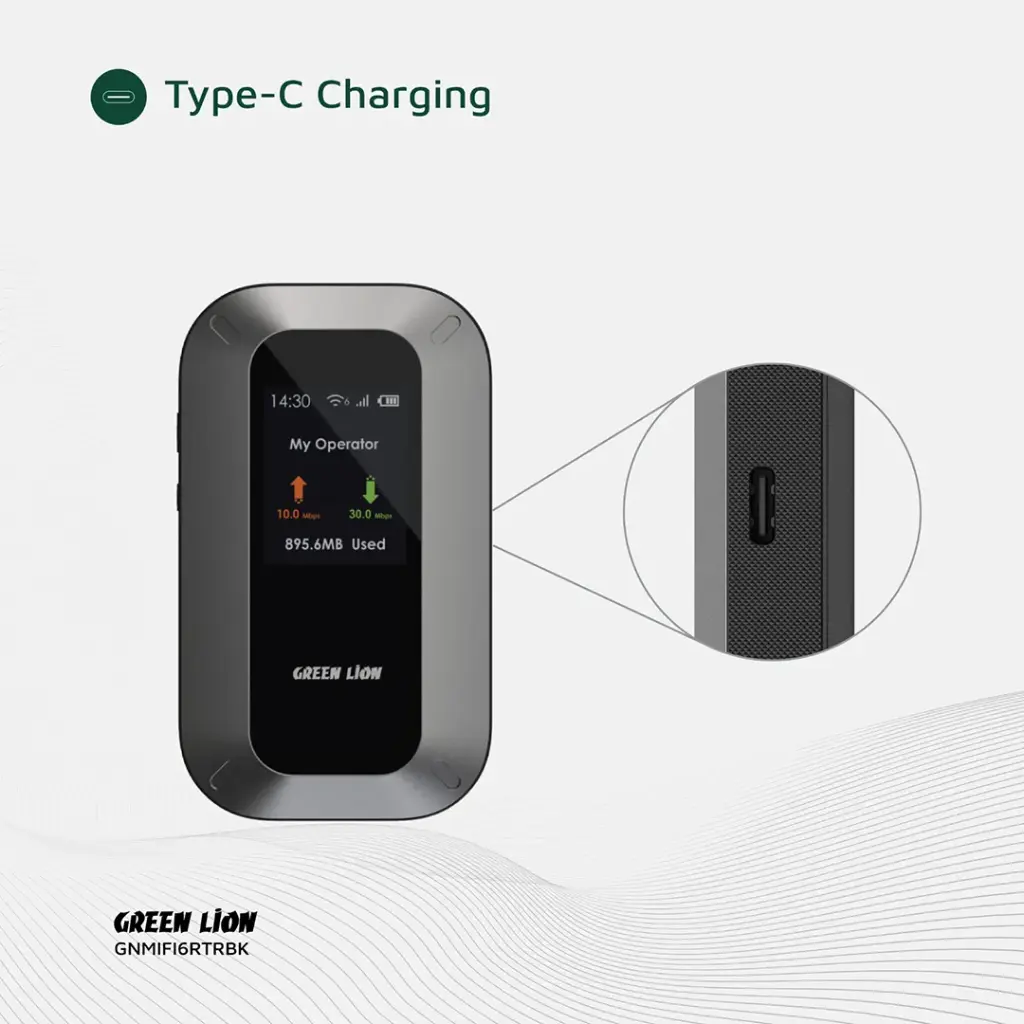 Type-C Charging
14:30 6
My Operator
10.0 Mbps 30.0 Mbps
895.6MB Used
GREEN LION
GREEN LION
GNMIFI6RTRBK